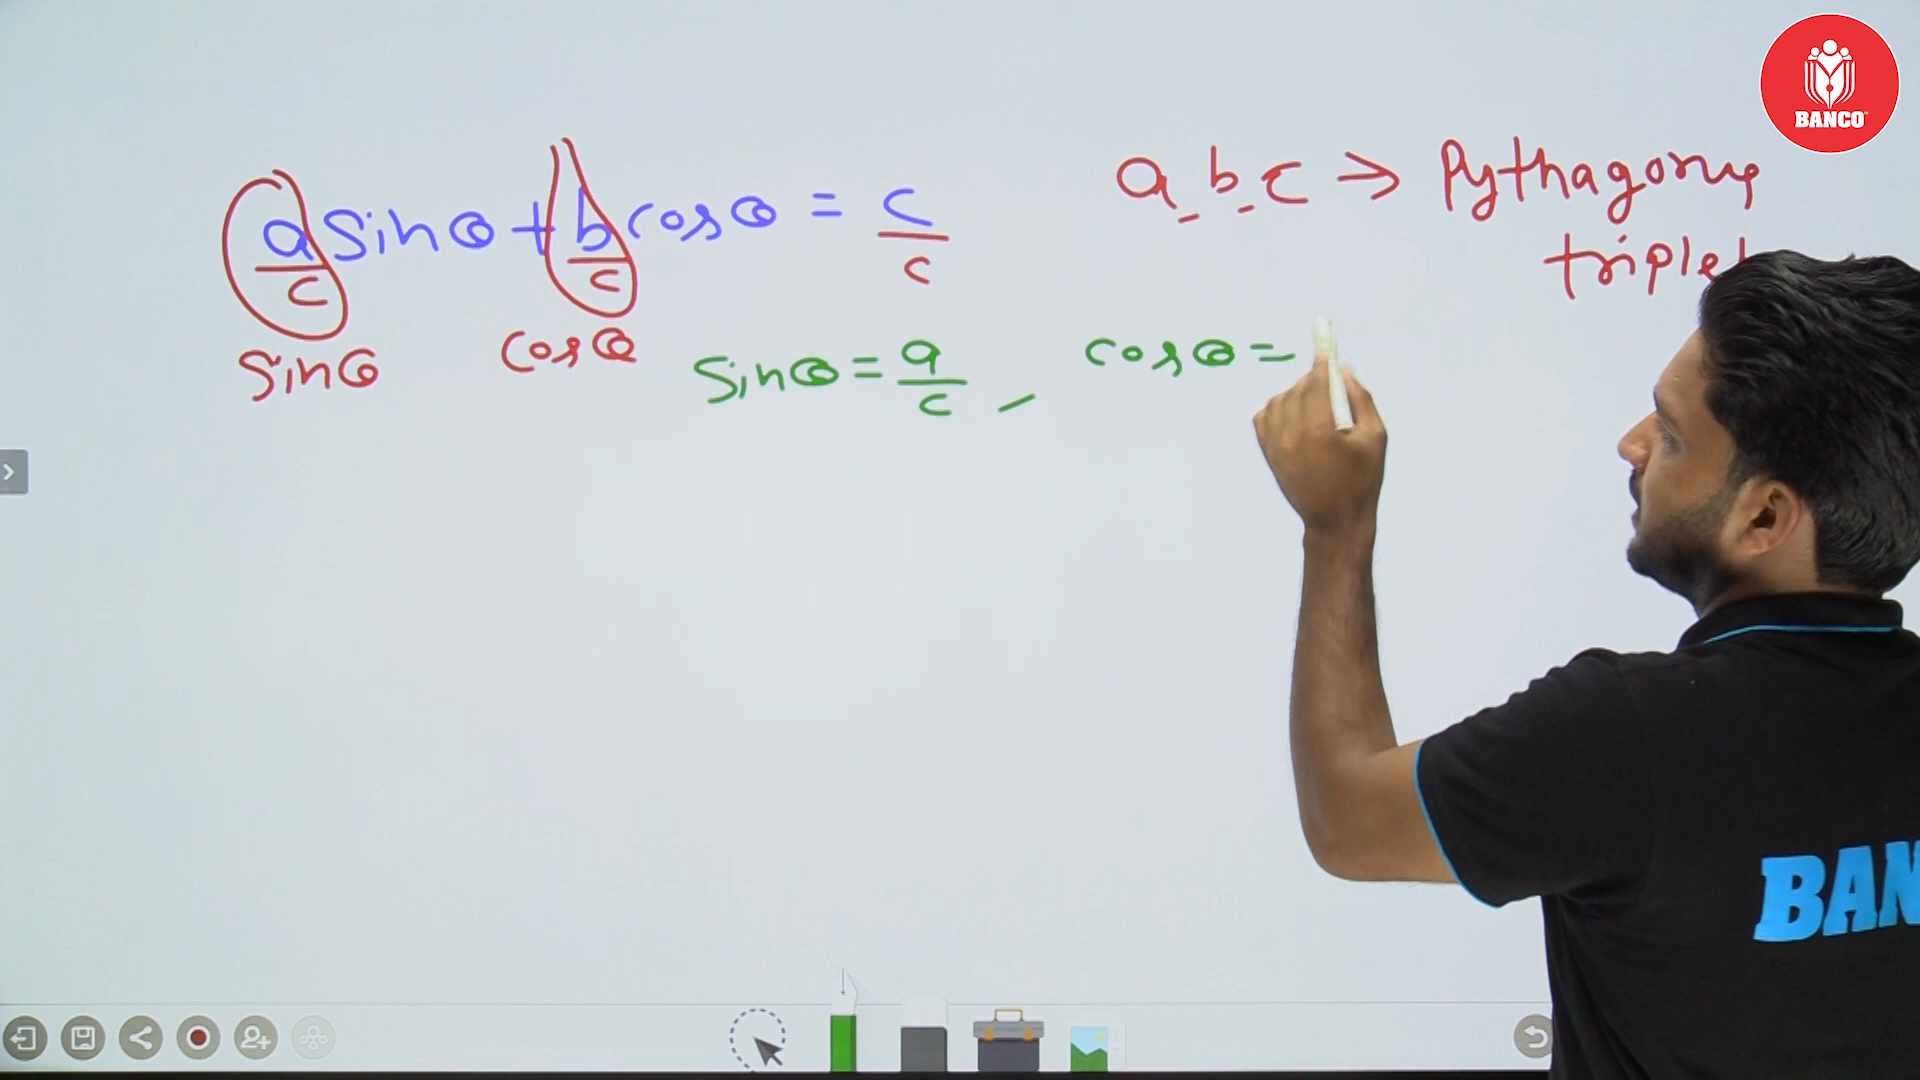 BANCO
a/c sinθ + b/c cosθ = c/c
sinθ cosθ
a, b, c → Pythagorus
triplet
sinθ = a/c, cosθ =
BAN